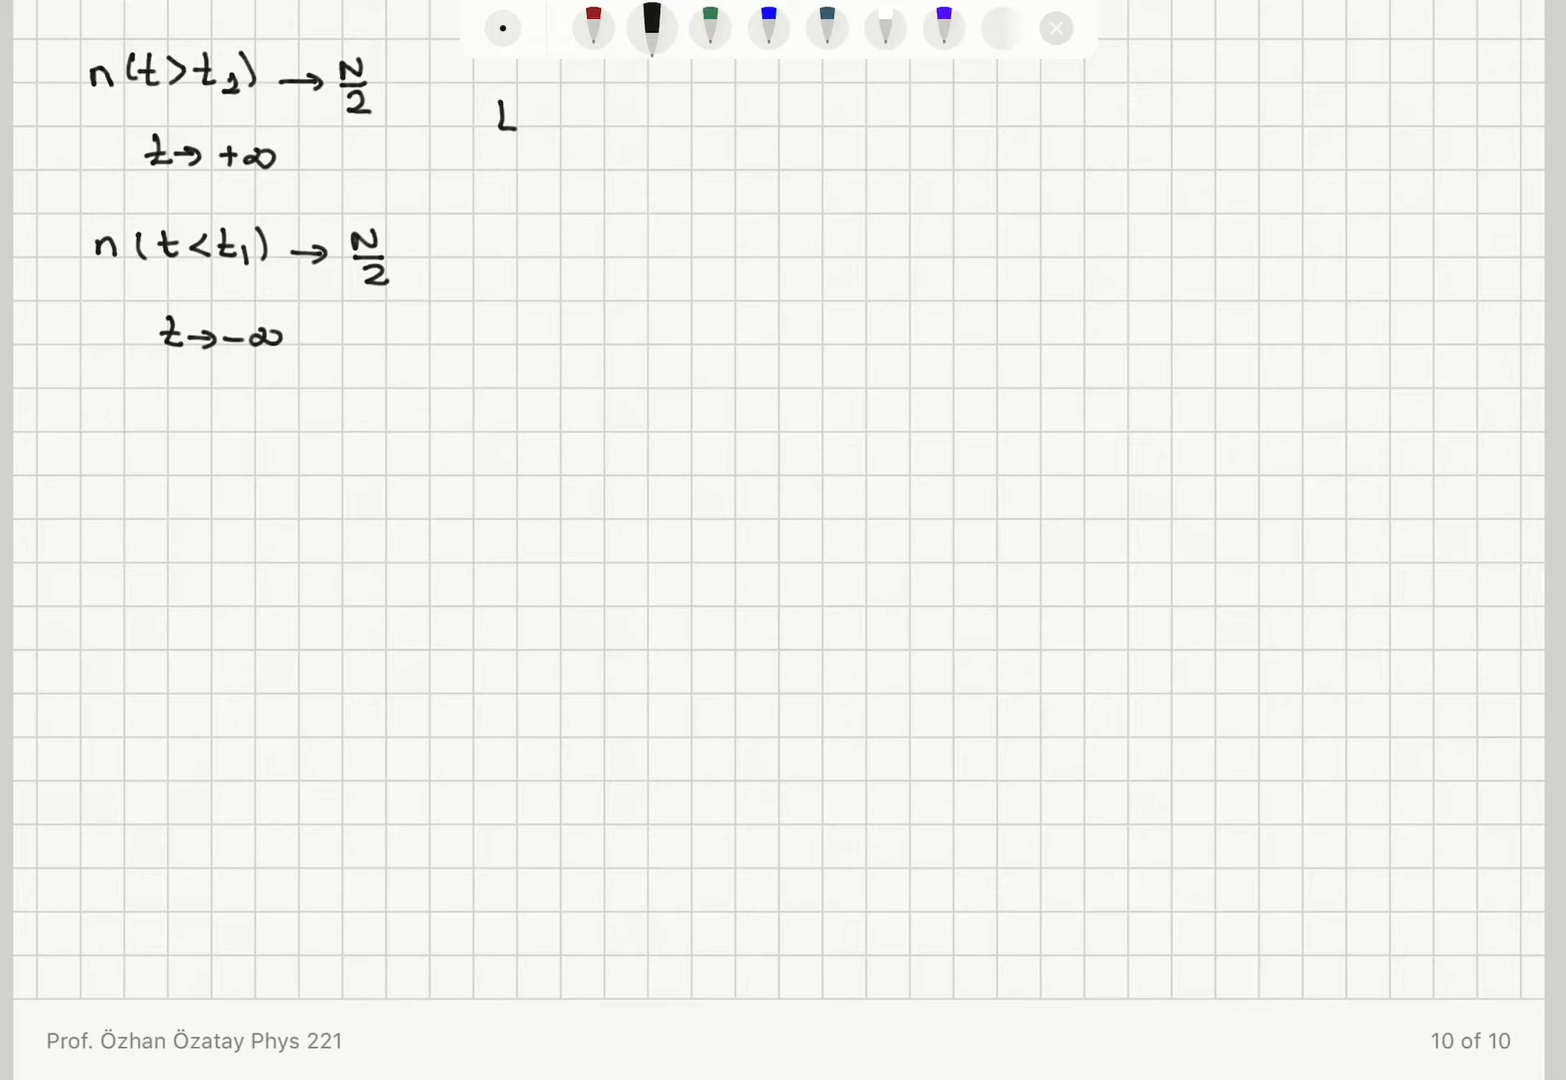 n(t>t₂) → N/2
t→ +∞
L
n(t<t₁) → N/2
t→-∞
Prof. Özhan Özatay Phys 221
10 of 10